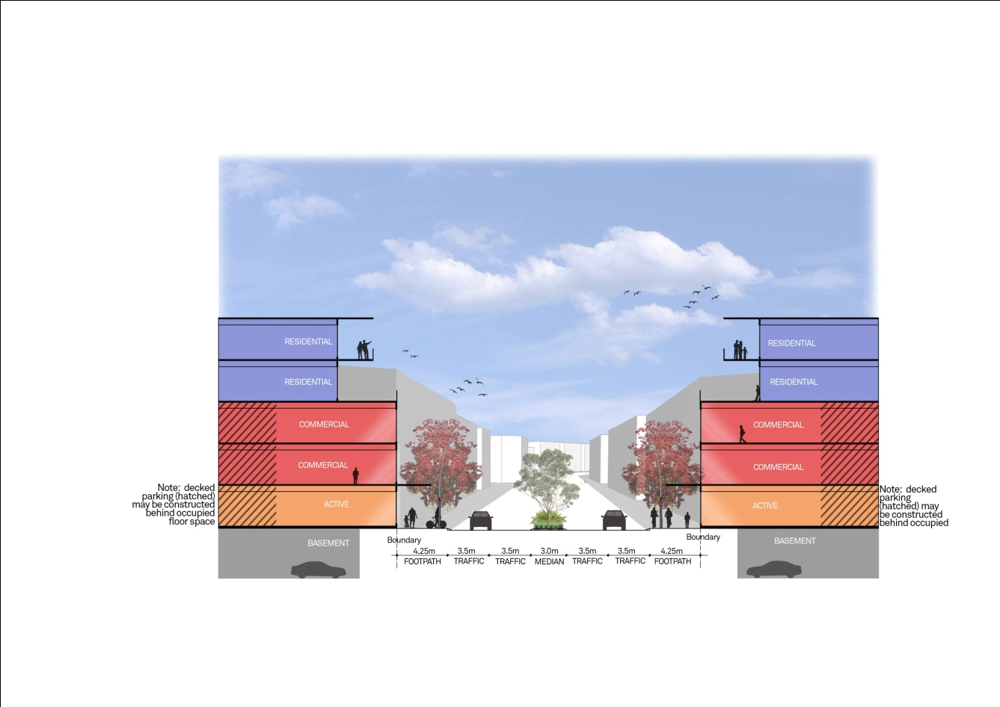 RESIDENTIAL
RESIDENTIAL
RESIDENTIAL
RESIDENTIAL
COMMERCIAL
COMMERCIAL
COMMERCIAL
COMMERCIAL
Note: decked
parking (hatched)
may be constructed
behind occupied
floor space
ACTIVE
ACTIVE
Note: decked
parking
(hatched) may
be constructed
behind occupied
BASEMENT
Boundary
Boundary
BASEMENT
4.25m 3.5m 3.5m 3.0m 3.5m 3.5m 4.25m
FOOTPATH TRAFFIC TRAFFIC MEDIAN TRAFFIC TRAFFIC FOOTPATH